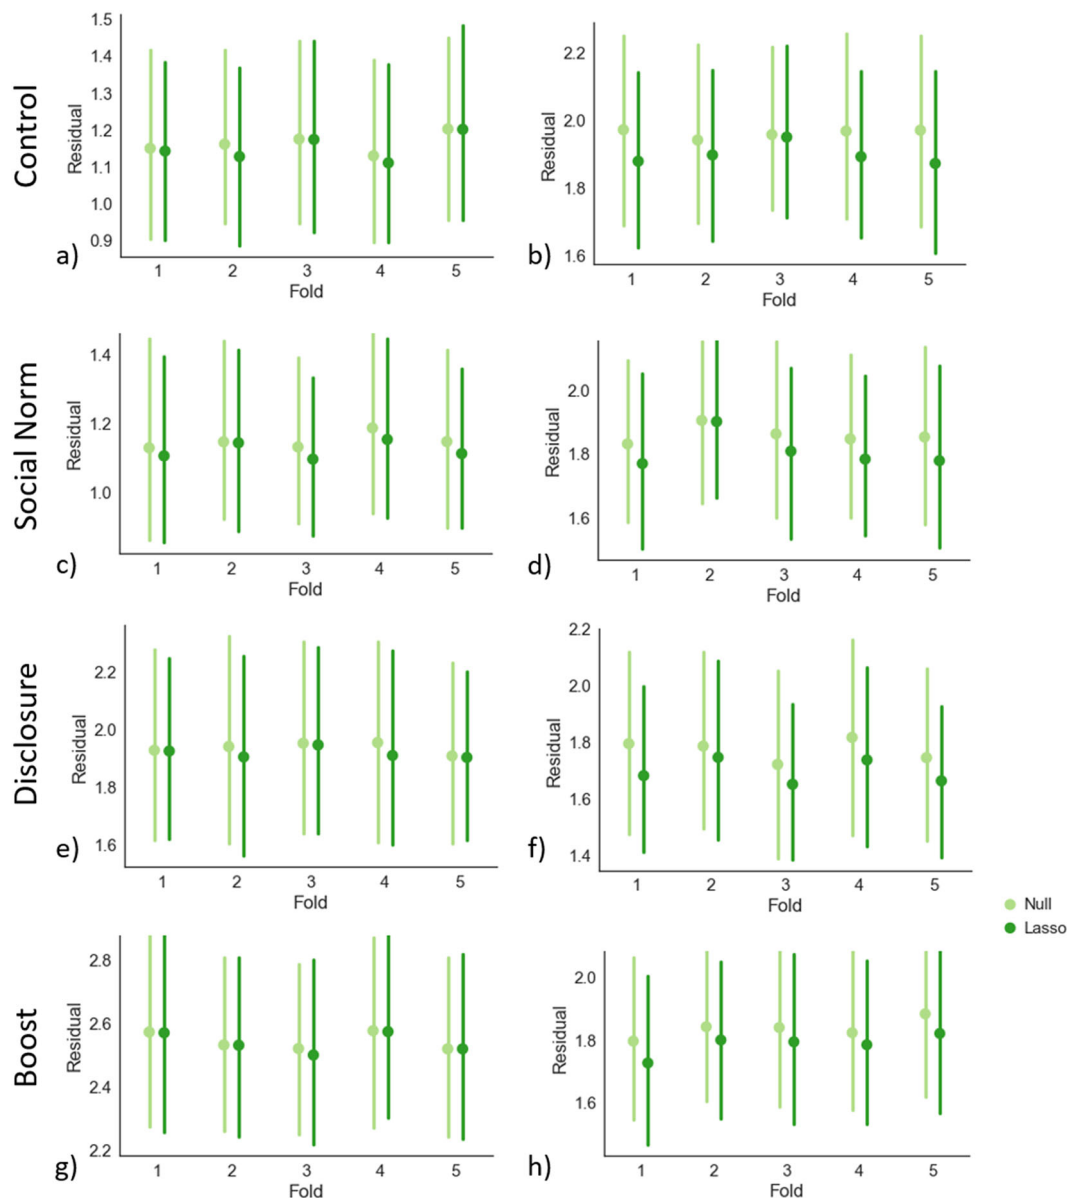 Control
Residual
1.5
1.4
1.3
1.2
1.1
1.0
0.9
a)
1 2 3 4 5
Fold
Residual
2.2
2.0
1.8
1.6
b)
1 2 3 4 5
Fold
Social Norm
Residual
1.4
1.2
1.0
c)
1 2 3 4 5
Fold
Residual
2.0
1.8
1.6
d)
1 2 3 4 5
Fold
Disclosure
Residual
2.2
2.0
1.8
1.6
e)
1 2 3 4 5
Fold
Residual
2.2
2.0
1.8
1.6
1.4
f)
1 2 3 4 5
Fold
Null
Lasso
Boost
Residual
2.8
2.6
2.4
2.2
g)
1 2 3 4 5
Fold
Residual
2.0
1.8
1.6
h)
1 2 3 4 5
Fold